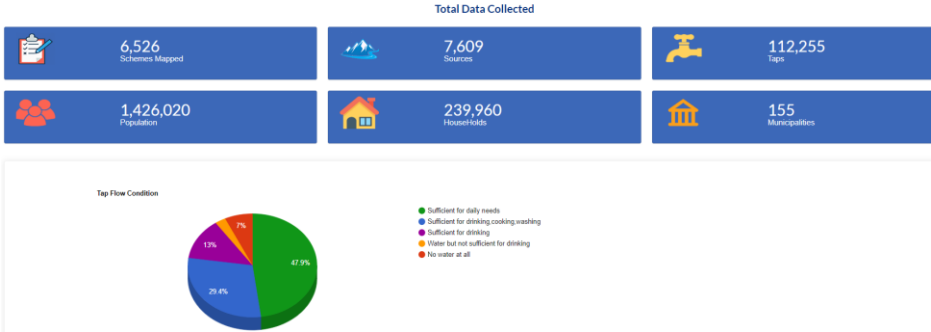 Total Data Collected
6,526
Schemes Mapped
7,609
Sources
112,255
Taps
1,426,020
Population
239,960
HouseHolds
155
Municipalities
Tap Flow Condition
7%
13%
47.9%
29.4%
Sufficient for daily needs
Sufficient for drinking,cooking,washing
Sufficient for drinking
Water but not sufficient for drinking
No water at all